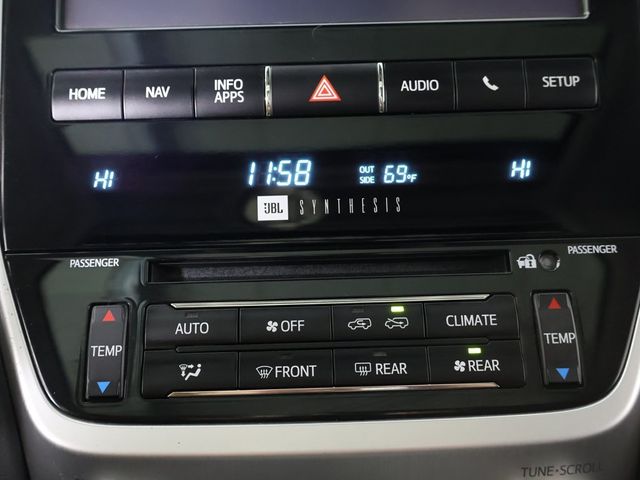 HOME NAV INFO APPS AUDIO SETUP
HI 11:58 OUT SIDE 69°F HI
JBL SYNTHESIS
PASSENGER PASSENGER
AUTO OFF CLIMATE
TEMP TEMP
FRONT REAR REAR
TUNE•SCROLL